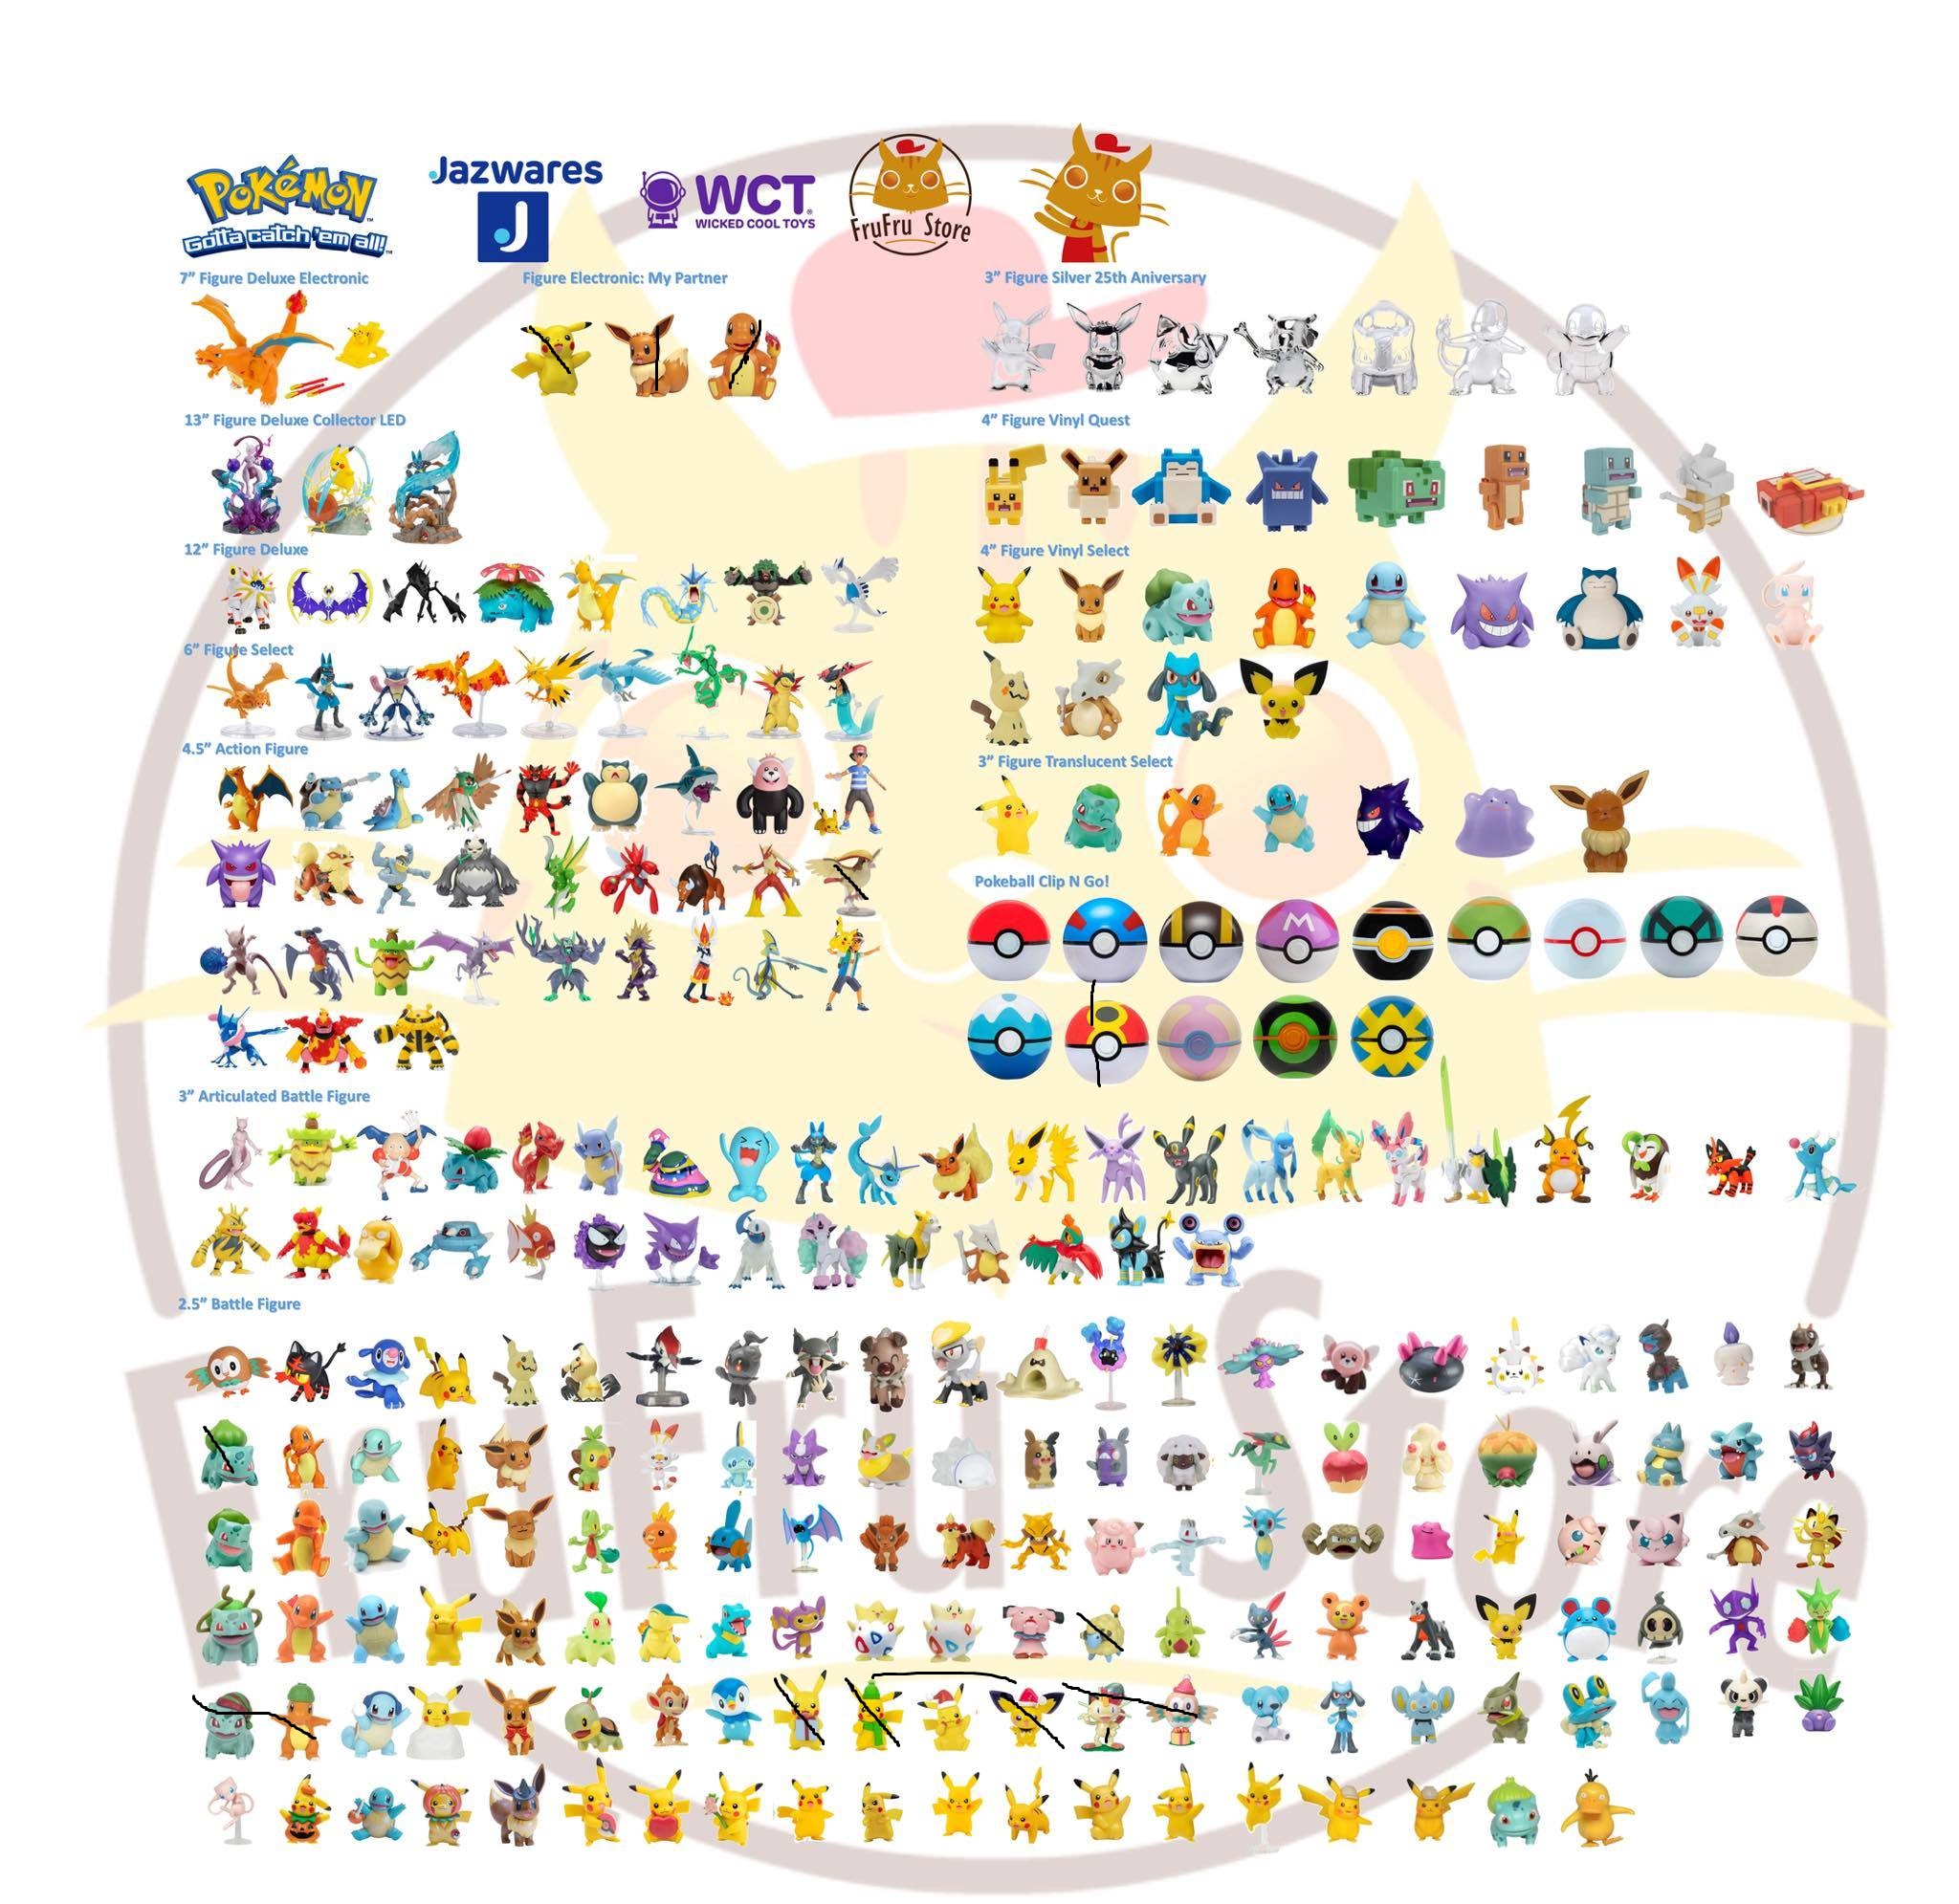 POKéMON™
Gotta catch 'em all!™
Jazwares
J
WCT®
WICKED COOL TOYS
FruFru Store
7” Figure Deluxe Electronic
Figure Electronic: My Partner
3” Figure Silver 25th Aniversary
13” Figure Deluxe Collector LED
4” Figure Vinyl Quest
12” Figure Deluxe
4” Figure Vinyl Select
6” Figure Select
4.5” Action Figure
3” Figure Translucent Select
Pokeball Clip N Go!
M
3” Articulated Battle Figure
2.5” Battle Figure
FruFru Store